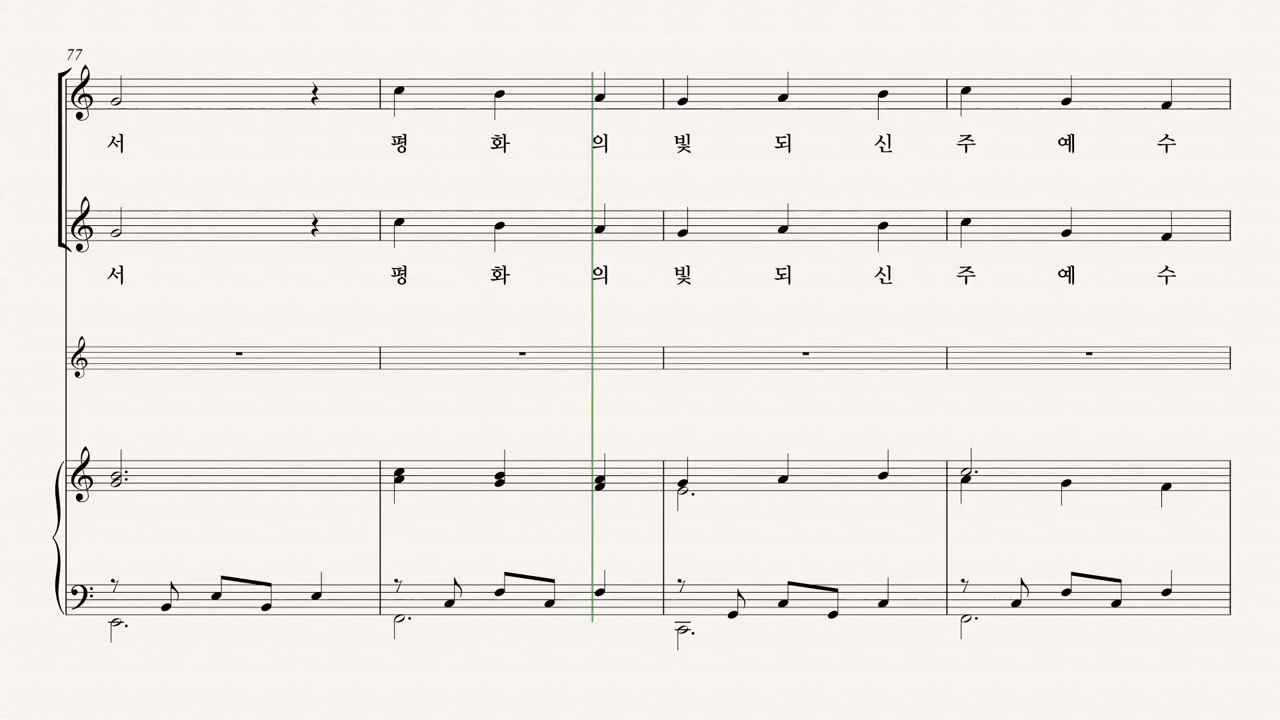 77
서 평 화 의 빛 되 신 주 예 수
서 평 화 의 빛 되 신 주 예 수